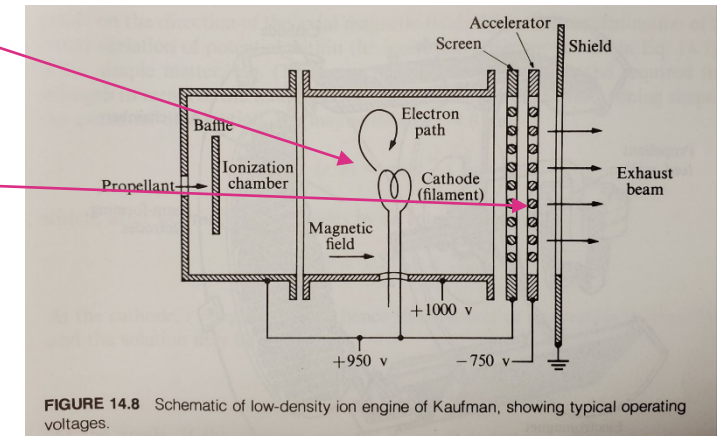 Accelerator
Screen
Shield
Baffle
Electron
path
Ionization
chamber
Propellant
Cathode
(filament)
Exhaust
beam
Magnetic
field
+1000 v
+950 v
−750 v
FIGURE 14.8 Schematic of low-density ion engine of Kaufman, showing typical operating
voltages.